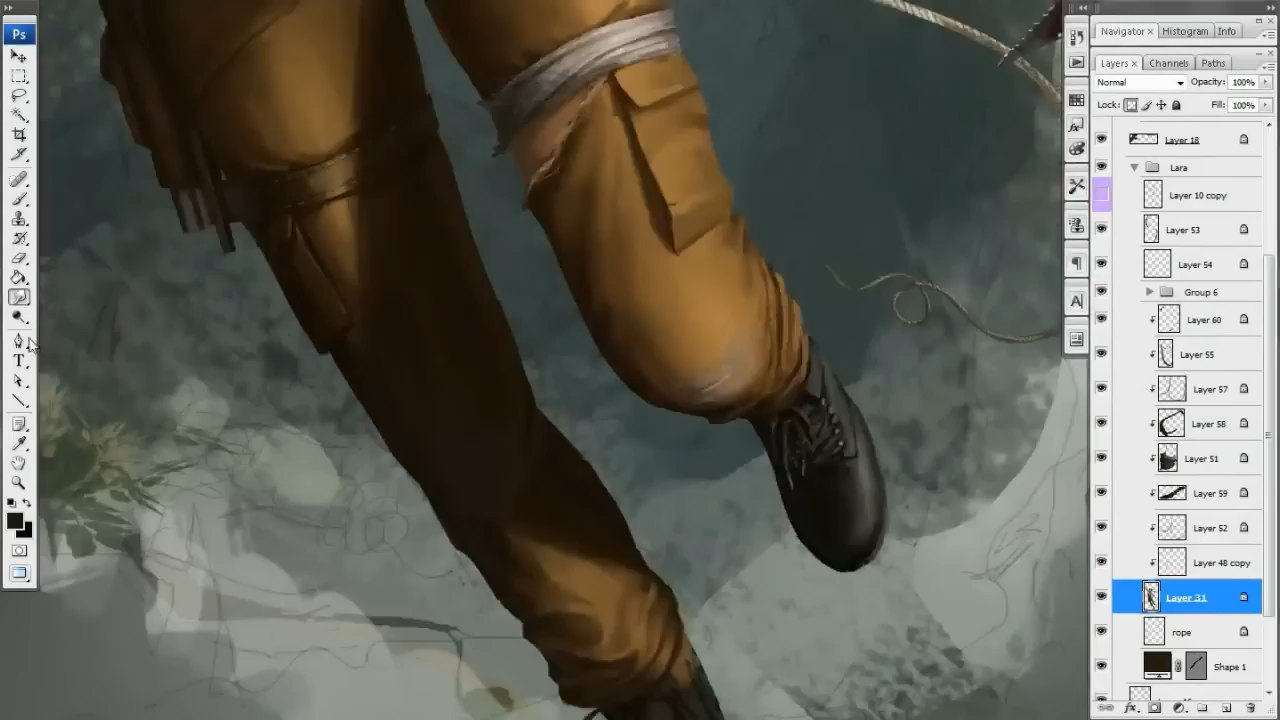 Ps
T
Navigator × Histogram Info
Layers × Channels Paths
Normal Opacity: 100%
Lock: Fill: 100%
Layer 18
Lara
Layer 10 copy
Layer 53
Layer 54
Group 6
Layer 60
Layer 55
Layer 57
Layer 58
Layer 51
Layer 59
Layer 52
Layer 48 copy
Layer 31
rope
Shape 1